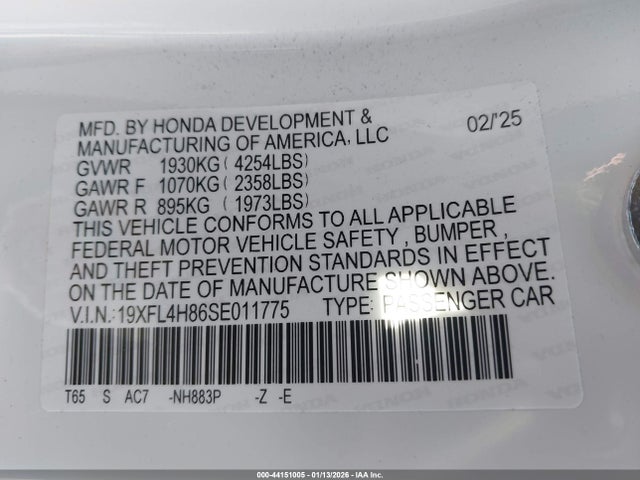 MFD. BY HONDA DEVELOPMENT & 02/'25
MANUFACTURING OF AMERICA, LLC
GVWR 1930KG ( 4254LBS)
GAWR F 1070KG ( 2358LBS)
GAWR R 895KG ( 1973LBS)
THIS VEHICLE CONFORMS TO ALL APPLICABLE
FEDERAL MOTOR VEHICLE SAFETY , BUMPER ,
AND THEFT PREVENTION STANDARDS IN EFFECT
ON THE DATE OF MANUFACTURE SHOWN ABOVE.
V.I.N.:19XFL4H86SE011775 TYPE: PASSENGER CAR
T65 S AC7 -NH883P -Z -E
000-44151005 | 01/13/2026 - IAA Inc.